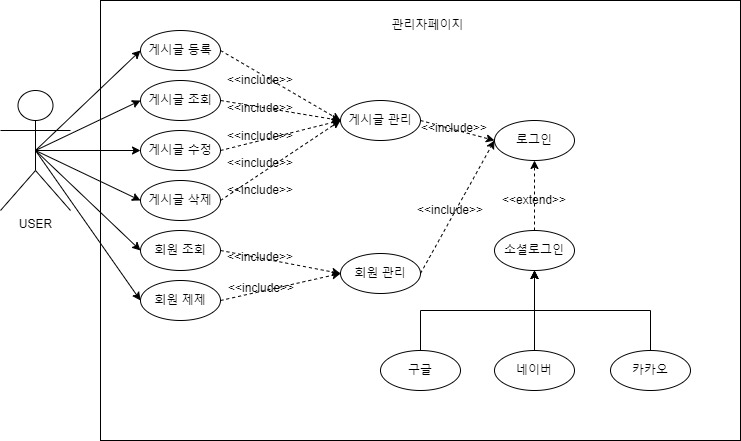 관리자페이지
게시글 등록
<<include>>
게시글 조회
<<include>>
게시글 관리
<<include>>
로그인
<<include>>
게시글 수정
<<include>>
게시글 삭제
<<extend>>
<<include>>
USER
회원 조회
<<include>>
소셜로그인
회원 관리
<<include>>
회원 제제
구글
네이버
카카오